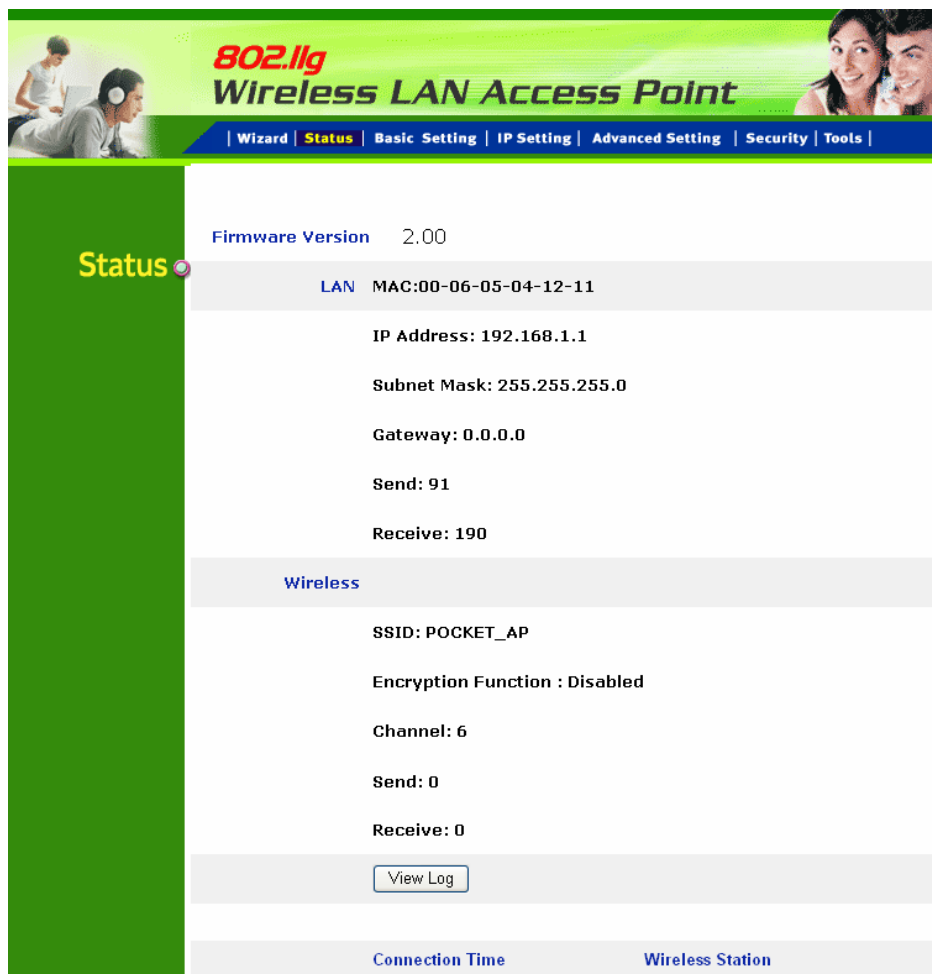 802.11g
Wireless LAN Access Point
| Wizard | Status | Basic Setting | IP Setting | Advanced Setting | Security | Tools |
Status
Firmware Version 2.00
LAN MAC:00-06-05-04-12-11
IP Address: 192.168.1.1
Subnet Mask: 255.255.255.0
Gateway: 0.0.0.0
Send: 91
Receive: 190
Wireless
SSID: POCKET_AP
Encryption Function : Disabled
Channel: 6
Send: 0
Receive: 0
View Log
Connection Time Wireless Station